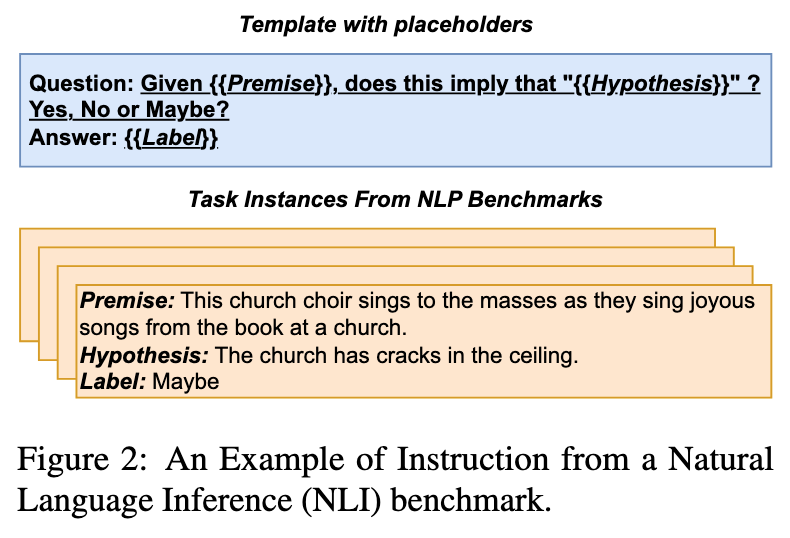 Template with placeholders
Question: Given {{Premise}}, does this imply that "{{Hypothesis}}" ?
Yes, No or Maybe?
Answer: {{Label}}
Task Instances From NLP Benchmarks
Premise: This church choir sings to the masses as they sing joyous
songs from the book at a church.
Hypothesis: The church has cracks in the ceiling.
Label: Maybe
Figure 2: An Example of Instruction from a Natural
Language Inference (NLI) benchmark.